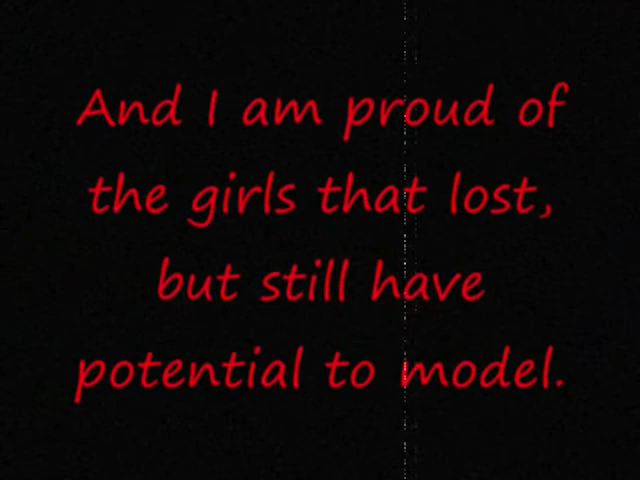 And I am proud of
the girls that lost,
but still have
potential to model.